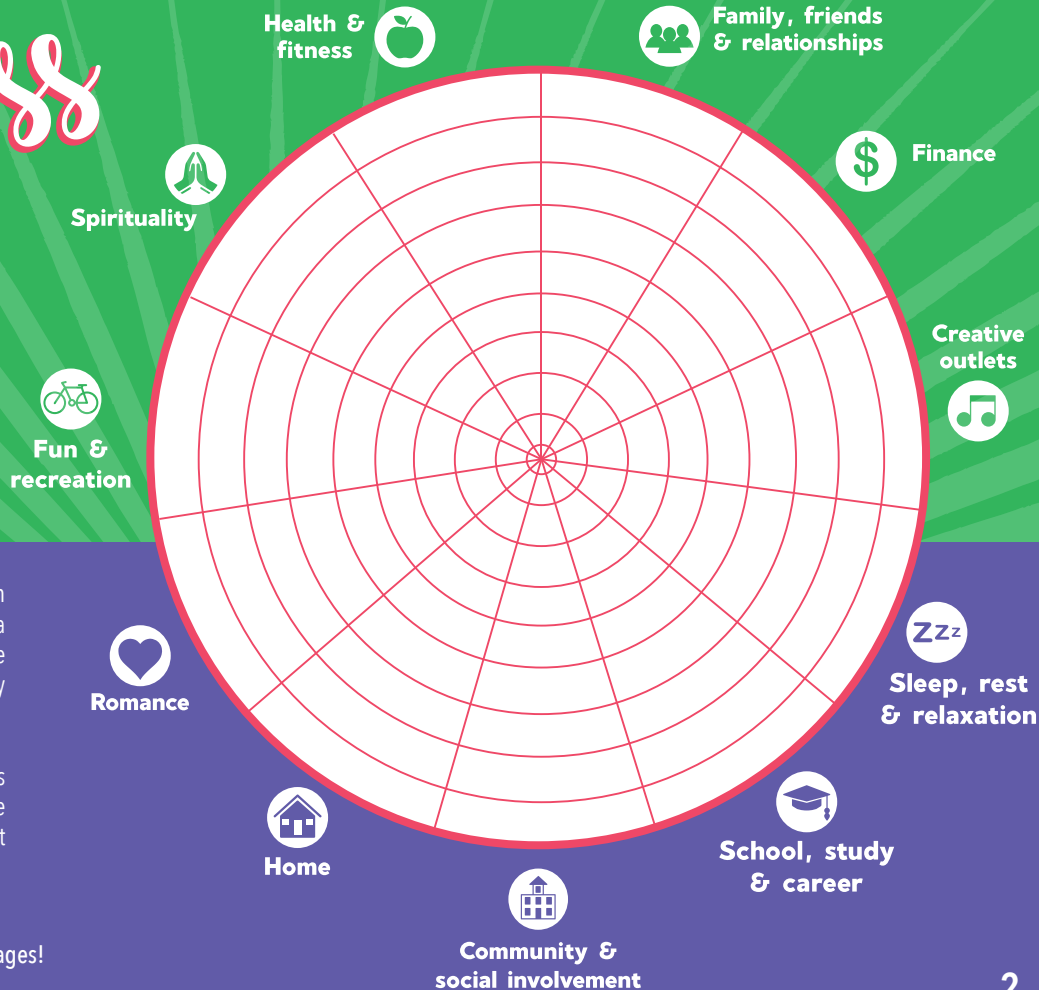 Health &
fitness
Family, friends
& relationships
$
Finance
Spirituality
Creative
outlets
Fun &
recreation
Romance
zzz
Sleep, rest
& relaxation
Home
School, study
& career
Community &
social involvement